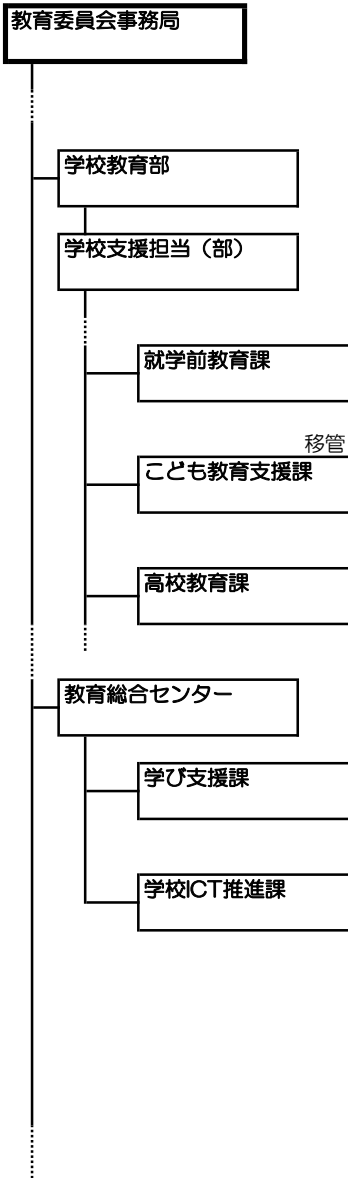 教育委員会事務局
学校教育部
学校支援担当（部）
就学前教育課
移管
こども教育支援課
高校教育課
教育総合センター
学び支援課
学校ICT推進課